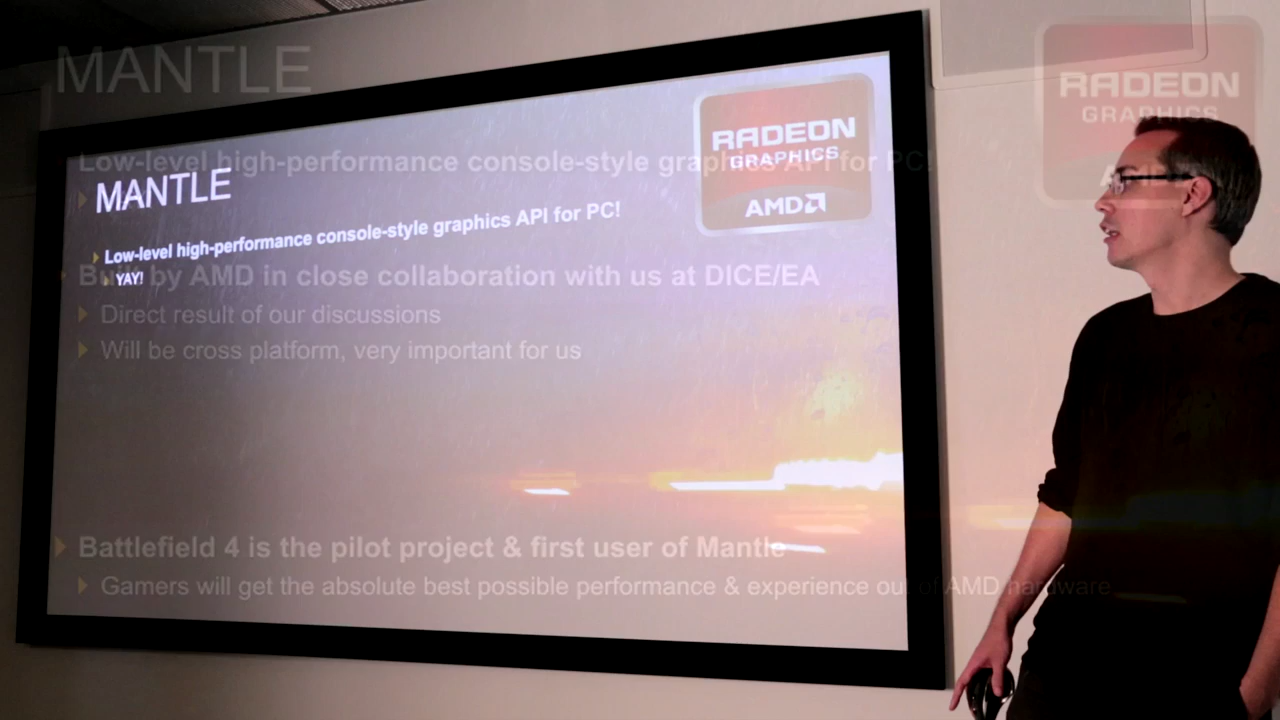 MANTLE
RADEON
GRAPHICS
Low-level high-performance console-style graphics API for PC!
Built by AMD in close collaboration with us at DICE/EA
Direct result of our discussions
Will be cross platform, very important for us
Battlefield 4 is the pilot project & first user of Mantle
Gamers will get the absolute best possible performance & experience out of AMD hardware
MANTLE
RADEON
GRAPHICS
AMD
Low-level high-performance console-style graphics API for PC!
YAY!